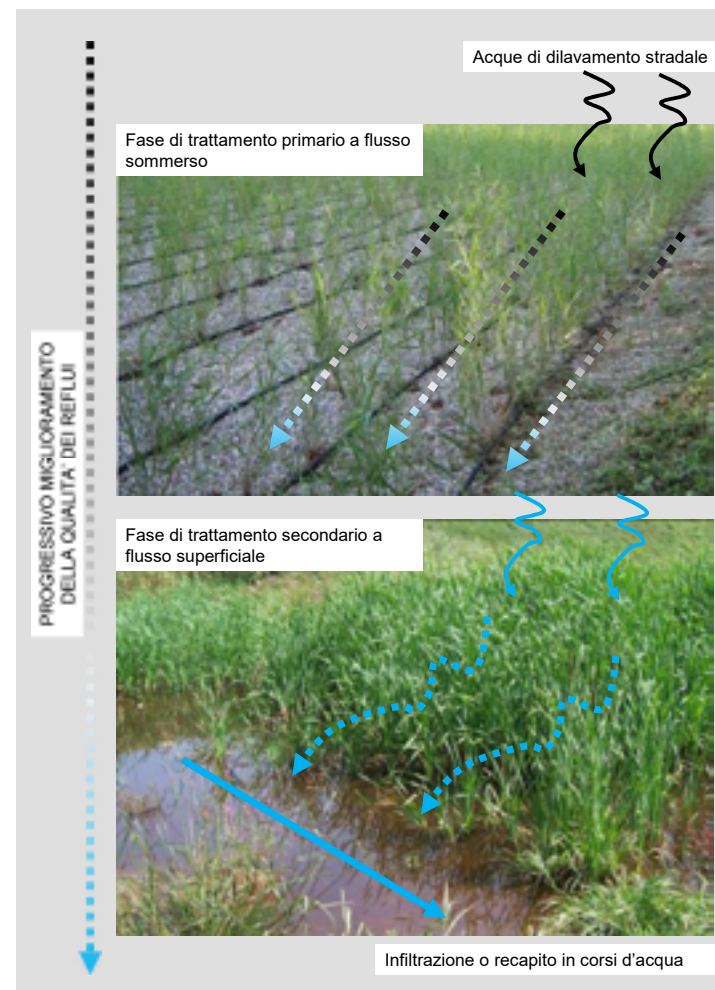 Acque di dilavamento stradale
Fase di trattamento primario a flusso
sommerso
PROGRESSIVO MIGLIORAMENTO
DELLA QUALITA' DEI REFLUI
Fase di trattamento secondario a
flusso superficiale
Infiltrazione o recapito in corsi d'acqua